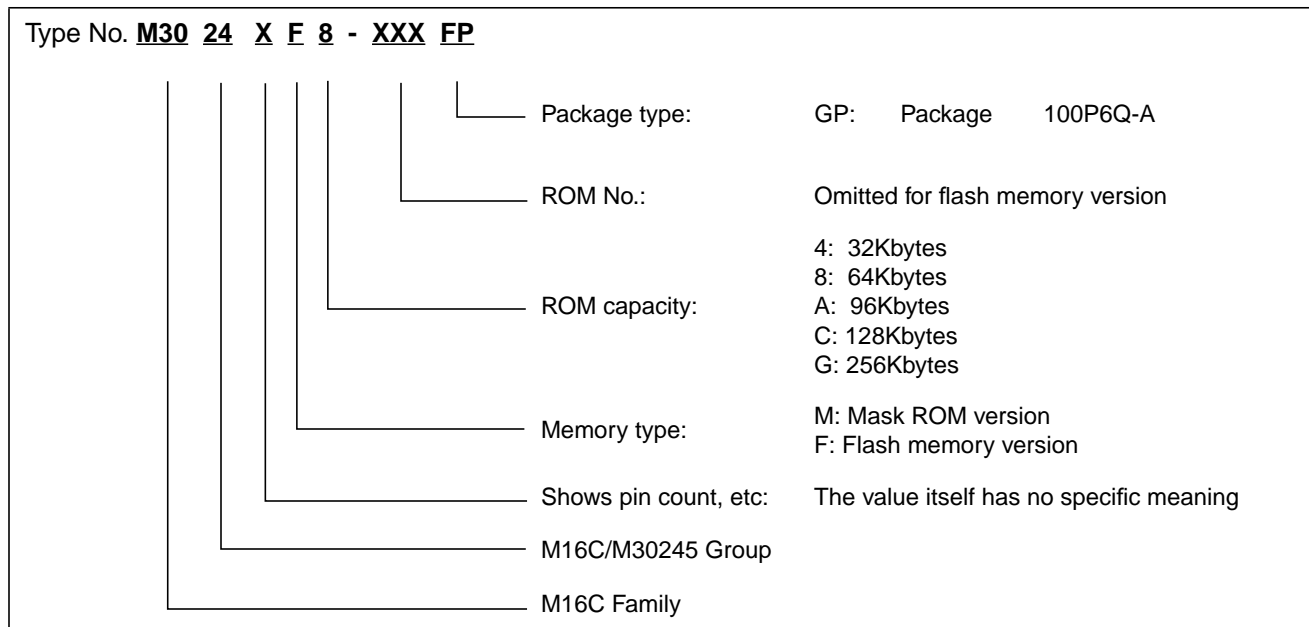 Type No. M30 24 X F 8 - XXX FP
Package type: GP: Package 100P6Q-A
ROM No.: Omitted for flash memory version
4: 32Kbytes
8: 64Kbytes
ROM capacity: A: 96Kbytes
C: 128Kbytes
G: 256Kbytes
M: Mask ROM version
Memory type:
F: Flash memory version
Shows pin count, etc: The value itself has no specific meaning
M16C/M30245 Group
M16C Family